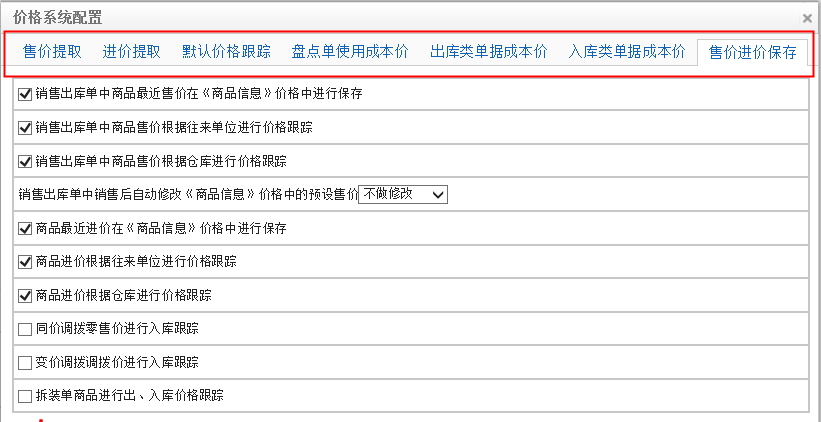 价格系统配置
售价提取 进价提取 默认价格跟踪 盘点单使用成本价 出库类单据成本价 入库类单据成本价 售价进价保存
销售出库单中商品最近售价在《商品信息》价格中进行保存
销售出库单中商品售价根据往来单位进行价格跟踪
销售出库单中商品售价根据仓库进行价格跟踪
销售出库单中销售后自动修改《商品信息》价格中的预设售价 不做修改
商品最近进价在《商品信息》价格中进行保存
商品进价根据往来单位进行价格跟踪
商品进价根据仓库进行价格跟踪
同价调拨零售价进行入库跟踪
变价调拨调拨价进行入库跟踪
拆装单商品进行出、入库价格跟踪